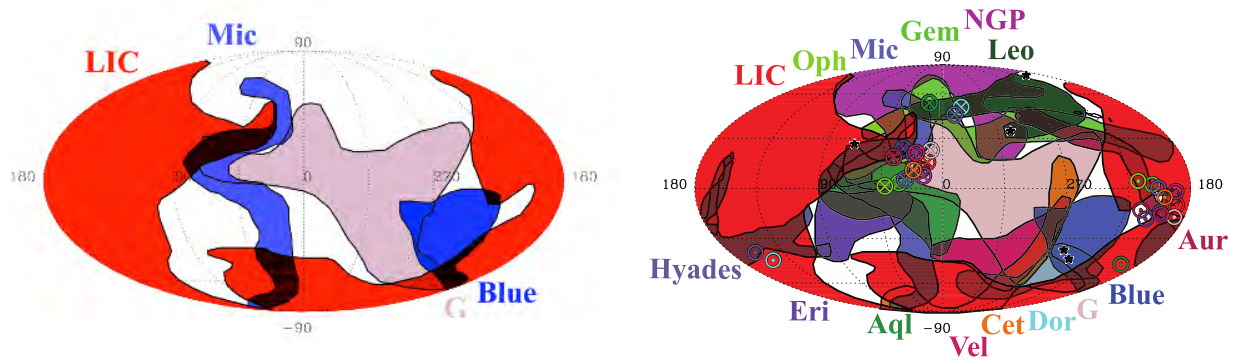 LIC
Mic
90
180
0
270
180
-90
G
Blue
LIC
Oph
Mic
Gem
NGP
Leo
90
180
90
0
270
180
Hyades
Eri
Aql
-90
Vel
Cet
Dor
G
Blue
Aur